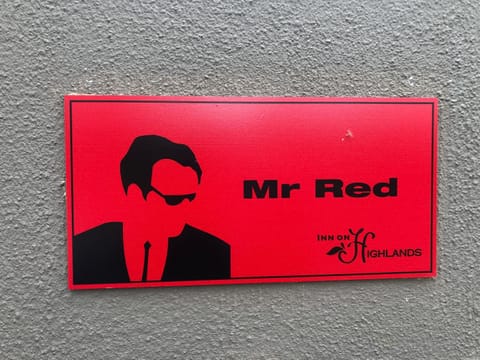 Mr Red
INN ON
HIGHLANDS